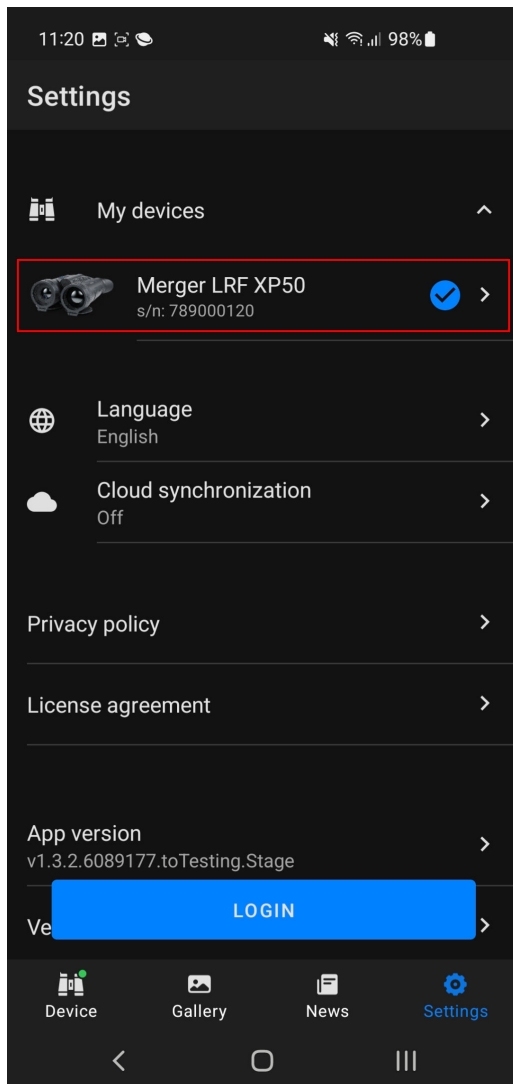 11:20 98%
Settings
My devices
Merger LRF XP50
s/n: 789000120
Language
English
Cloud synchronization
Off
Privacy policy
License agreement
App version
v1.3.2.6089177.toTesting.Stage
LOGIN
Ve
Device Gallery News Settings